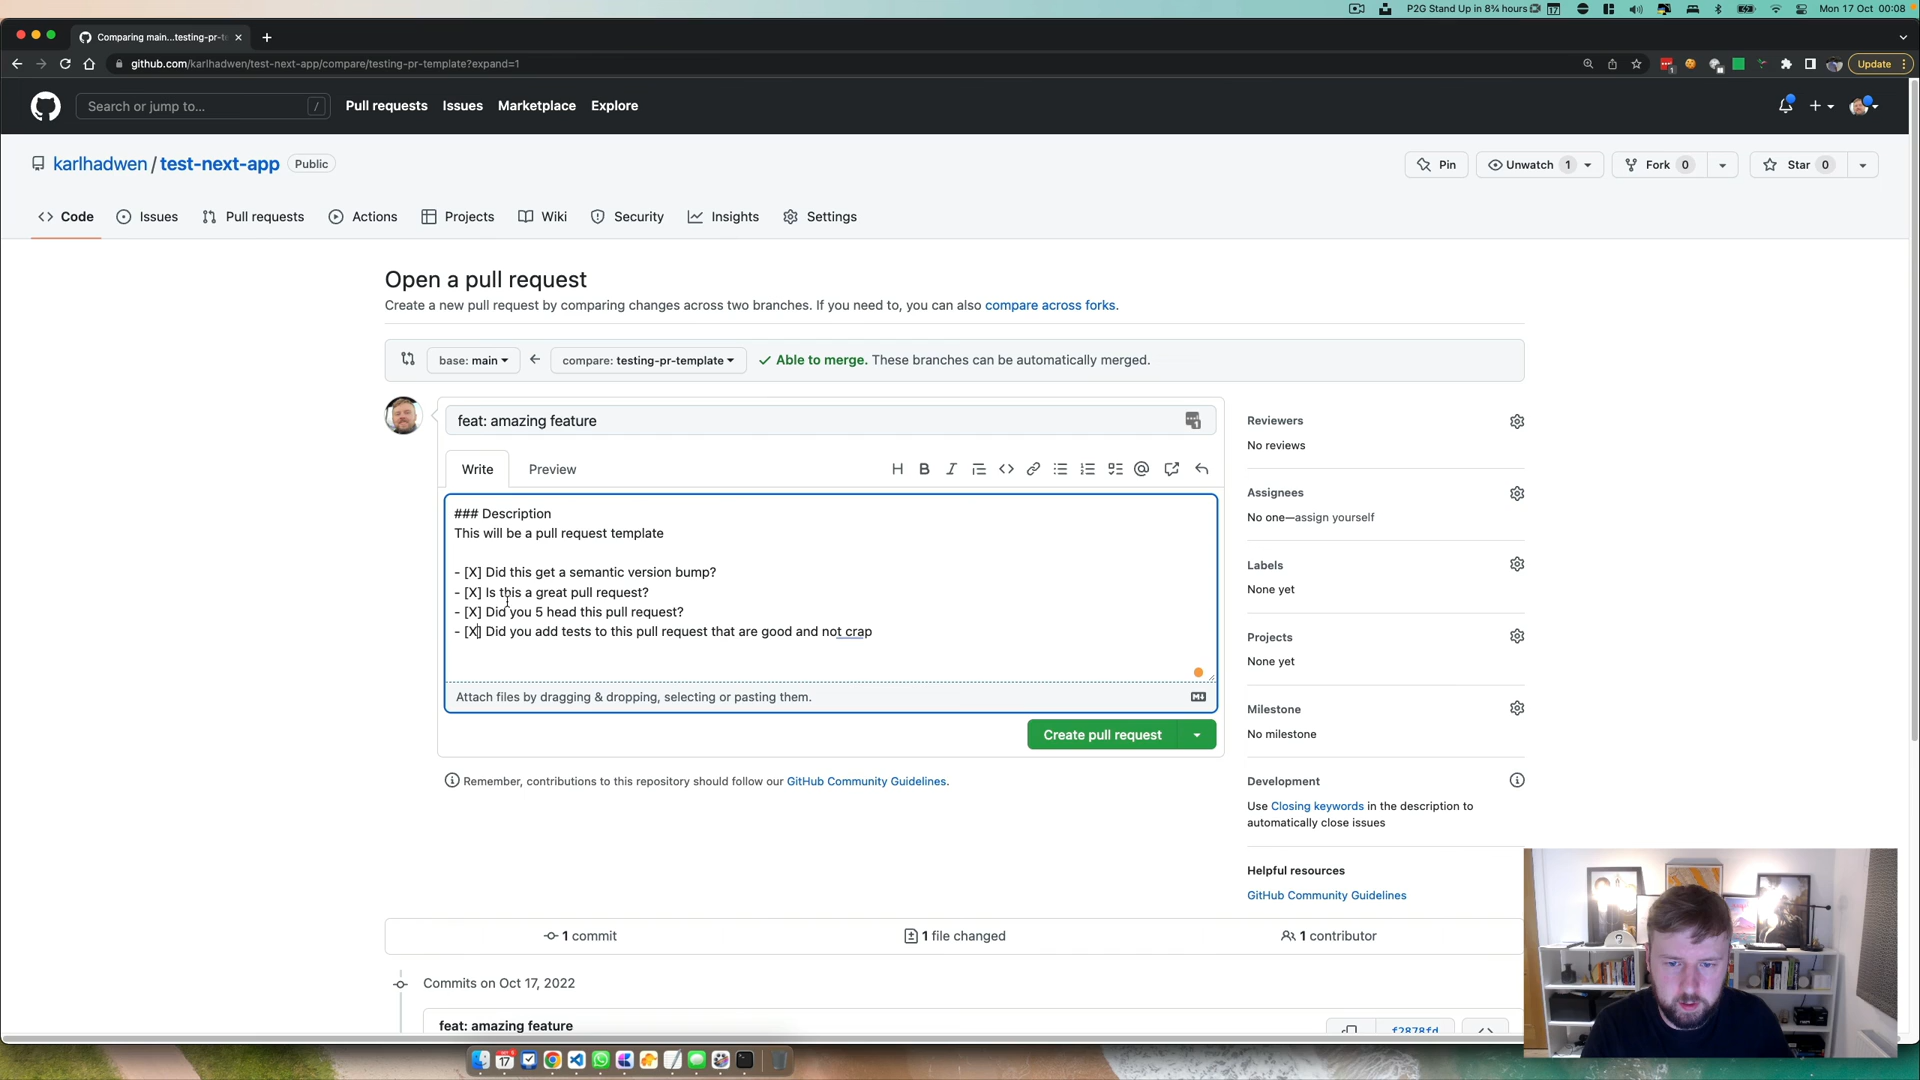 P2G Stand Up in 8¾ hours
17
Mon 17 Oct 00:08
Comparing main...testing-pr-t
github.com/karlhadwen/test-next-app/compare/testing-pr-template?expand=1
Update
Search or jump to...
/
Pull requests
Issues
Marketplace
Explore
karlhadwen / test-next-app
Public
Pin
Unwatch 1
Fork 0
Star 0
Code
Issues
Pull requests
Actions
Projects
Wiki
Security
Insights
Settings
Open a pull request
Create a new pull request by comparing changes across two branches. If you need to, you can also compare across forks.
base: main
compare: testing-pr-template
Able to merge. These branches can be automatically merged.
feat: amazing feature
Write
Preview
### Description
This will be a pull request template
- [X] Did this get a semantic version bump?
- [X] Is this a great pull request?
- [X] Did you 5 head this pull request?
- [X] Did you add tests to this pull request that are good and not crap
Attach files by dragging & dropping, selecting or pasting them.
Create pull request
Remember, contributions to this repository should follow our GitHub Community Guidelines.
Reviewers
No reviews
Assignees
No one—assign yourself
Labels
None yet
Projects
None yet
Milestone
No milestone
Development
Use Closing keywords in the description to
automatically close issues
Helpful resources
GitHub Community Guidelines
1 commit
1 file changed
1 contributor
Commits on Oct 17, 2022
feat: amazing feature
f2878fd
17